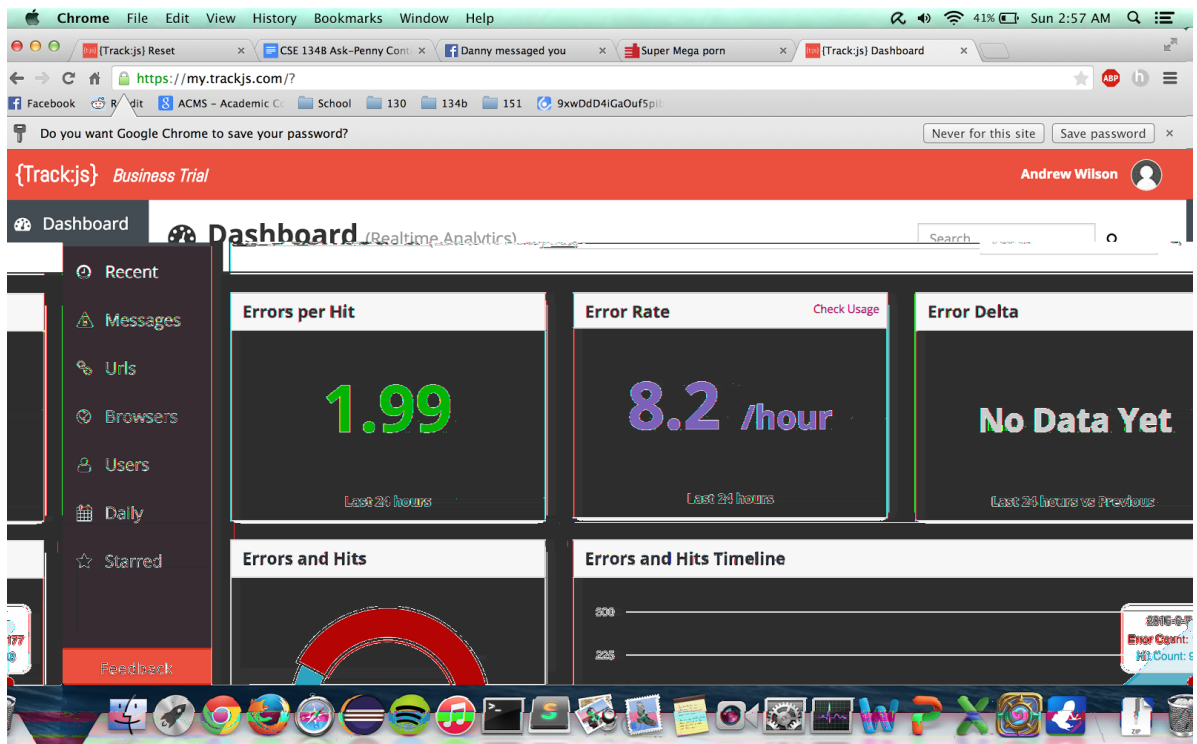 Chrome File Edit View History Bookmarks Window Help 41% Sun 2:57 AM
{Track:js} Reset CSE 134B Ask-Penny Cont Danny messaged you Super Mega porn {Track:js} Dashboard
https://my.trackjs.com/?
Facebook ACMS - Academic Cc School 130 134b 151 9xwDdD4iGaOuf5pib
Do you want Google Chrome to save your password? Never for this site Save password
{Track:js} Business Trial Andrew Wilson
Dashboard Dashboard (Realtime Analytics) Search
Recent
Errors per Hit Error Rate Check Usage Error Delta
Messages
Urls
1.99 8.2 /hour No Data Yet
Browsers
Users
Last 24 hours Last 24 hours Last 24 hours vs Previous
Daily
Starred Errors and Hits Errors and Hits Timeline
Error Count:
Hit Count: 9
225
Feedback
ZIP